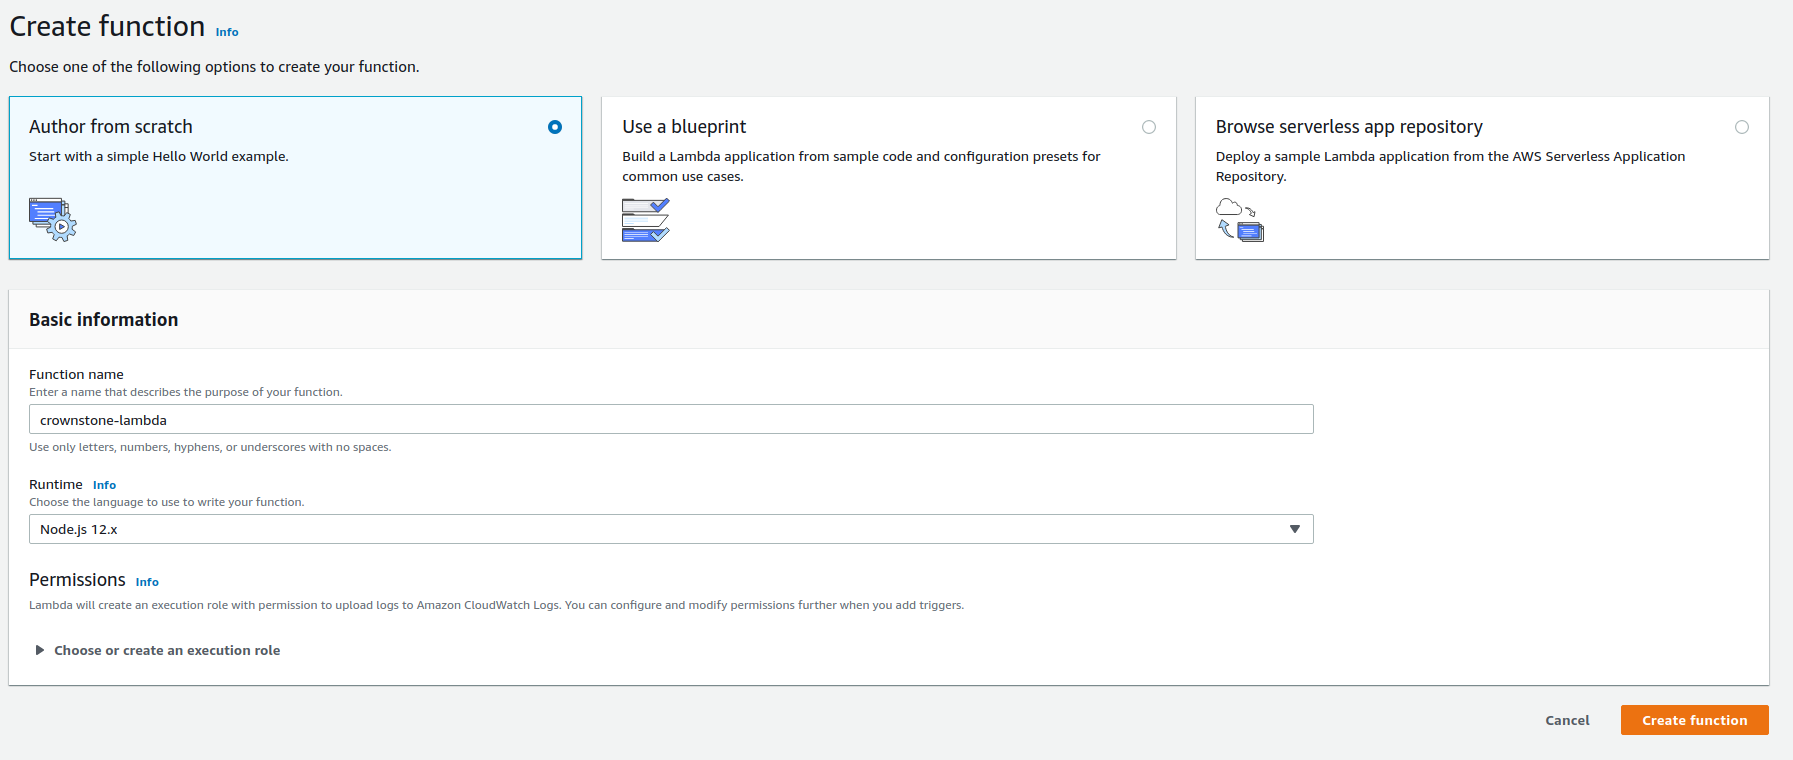 Create function Info
Choose one of the following options to create your function.
Author from scratch
Start with a simple Hello World example.
Use a blueprint
Build a Lambda application from sample code and configuration presets for
common use cases.
Browse serverless app repository
Deploy a sample Lambda application from the AWS Serverless Application
Repository.
Basic information
Function name
Enter a name that describes the purpose of your function.
crownstone-lambda
Use only letters, numbers, hyphens, or underscores with no spaces.
Runtime Info
Choose the language to use to write your function.
Node.js 12.x
Permissions Info
Lambda will create an execution role with permission to upload logs to Amazon CloudWatch Logs. You can configure and modify permissions further when you add triggers.
Choose or create an execution role
Cancel
Create function